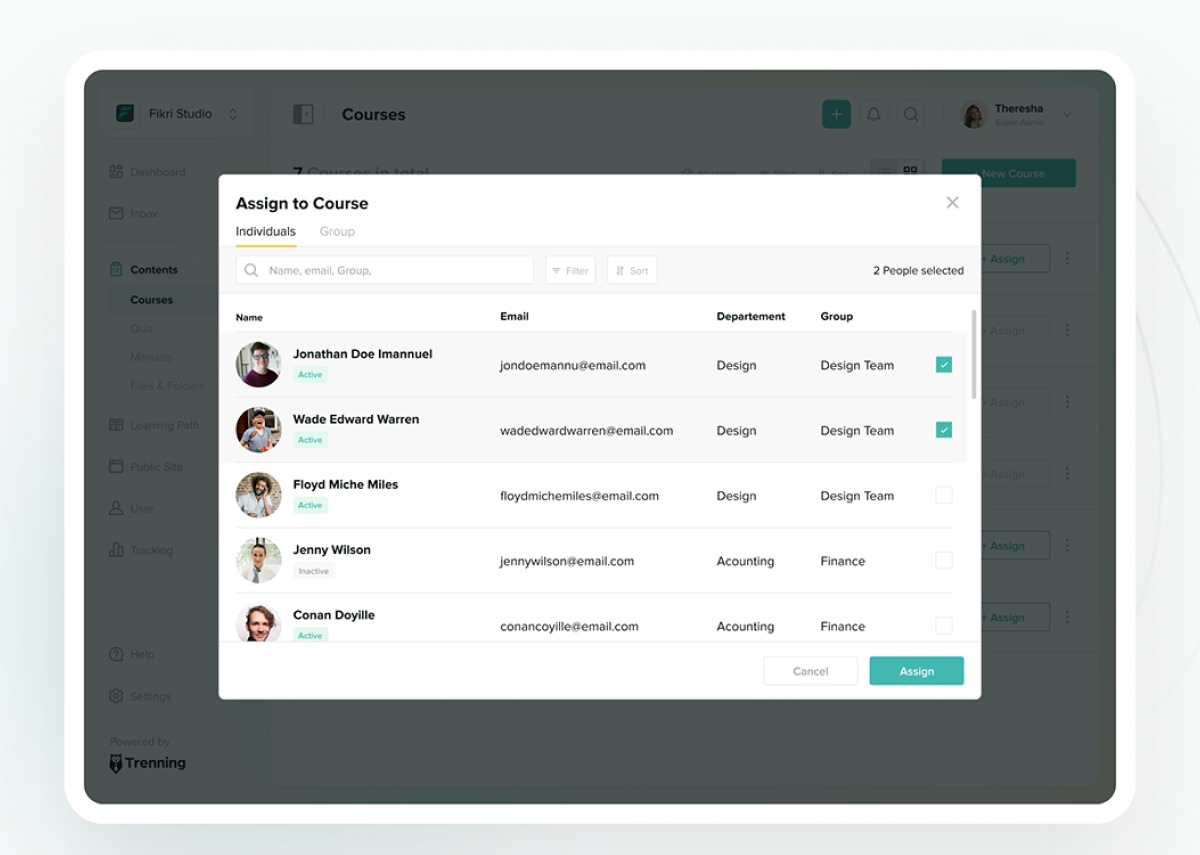 Fikri Studio
Courses
Theresha
Super Admin
Dashboard
7 Courses in total
New Course
Inbox
Assign to Course
Individuals Group
Contents
Name, email, Group,
Filter
Sort
2 People selected
+ Assign
Courses
Name Email Departement Group
Quiz
Jonathan Doe Imannuel
Active
jondoemannu@email.com
Design
Design Team
+ Assign
Manuals
Files & Folders
Wade Edward Warren
Active
wadedwardwarren@email.com
Design
Design Team
+ Assign
Learning Path
Public Site
Floyd Miche Miles
Active
floydmichemiles@email.com
Design
Design Team
+ Assign
User
Tracking
Jenny Wilson
Inactive
jennywilson@email.com
Acounting
Finance
+ Assign
Conan Doyille
Active
conancoyille@email.com
Acounting
Finance
+ Assign
Help
Settings
Cancel
Assign
Powered by
Trenning